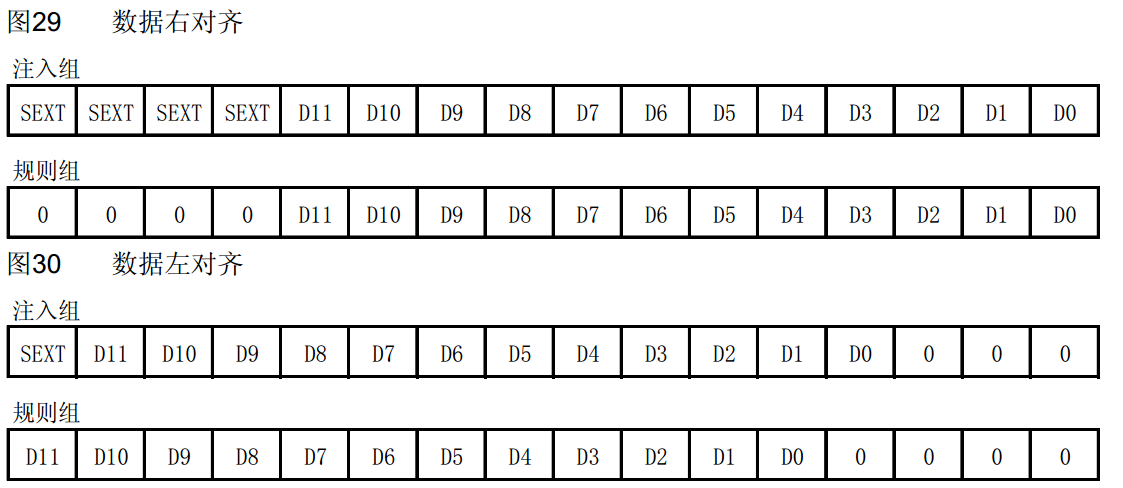 图29 数据右对齐
注入组
SEXT SEXT SEXT SEXT D11 D10 D9 D8 D7 D6 D5 D4 D3 D2 D1 D0
规则组
0 0 0 0 D11 D10 D9 D8 D7 D6 D5 D4 D3 D2 D1 D0
图30 数据左对齐
注入组
SEXT D11 D10 D9 D8 D7 D6 D5 D4 D3 D2 D1 D0 0 0 0
规则组
D11 D10 D9 D8 D7 D6 D5 D4 D3 D2 D1 D0 0 0 0 0